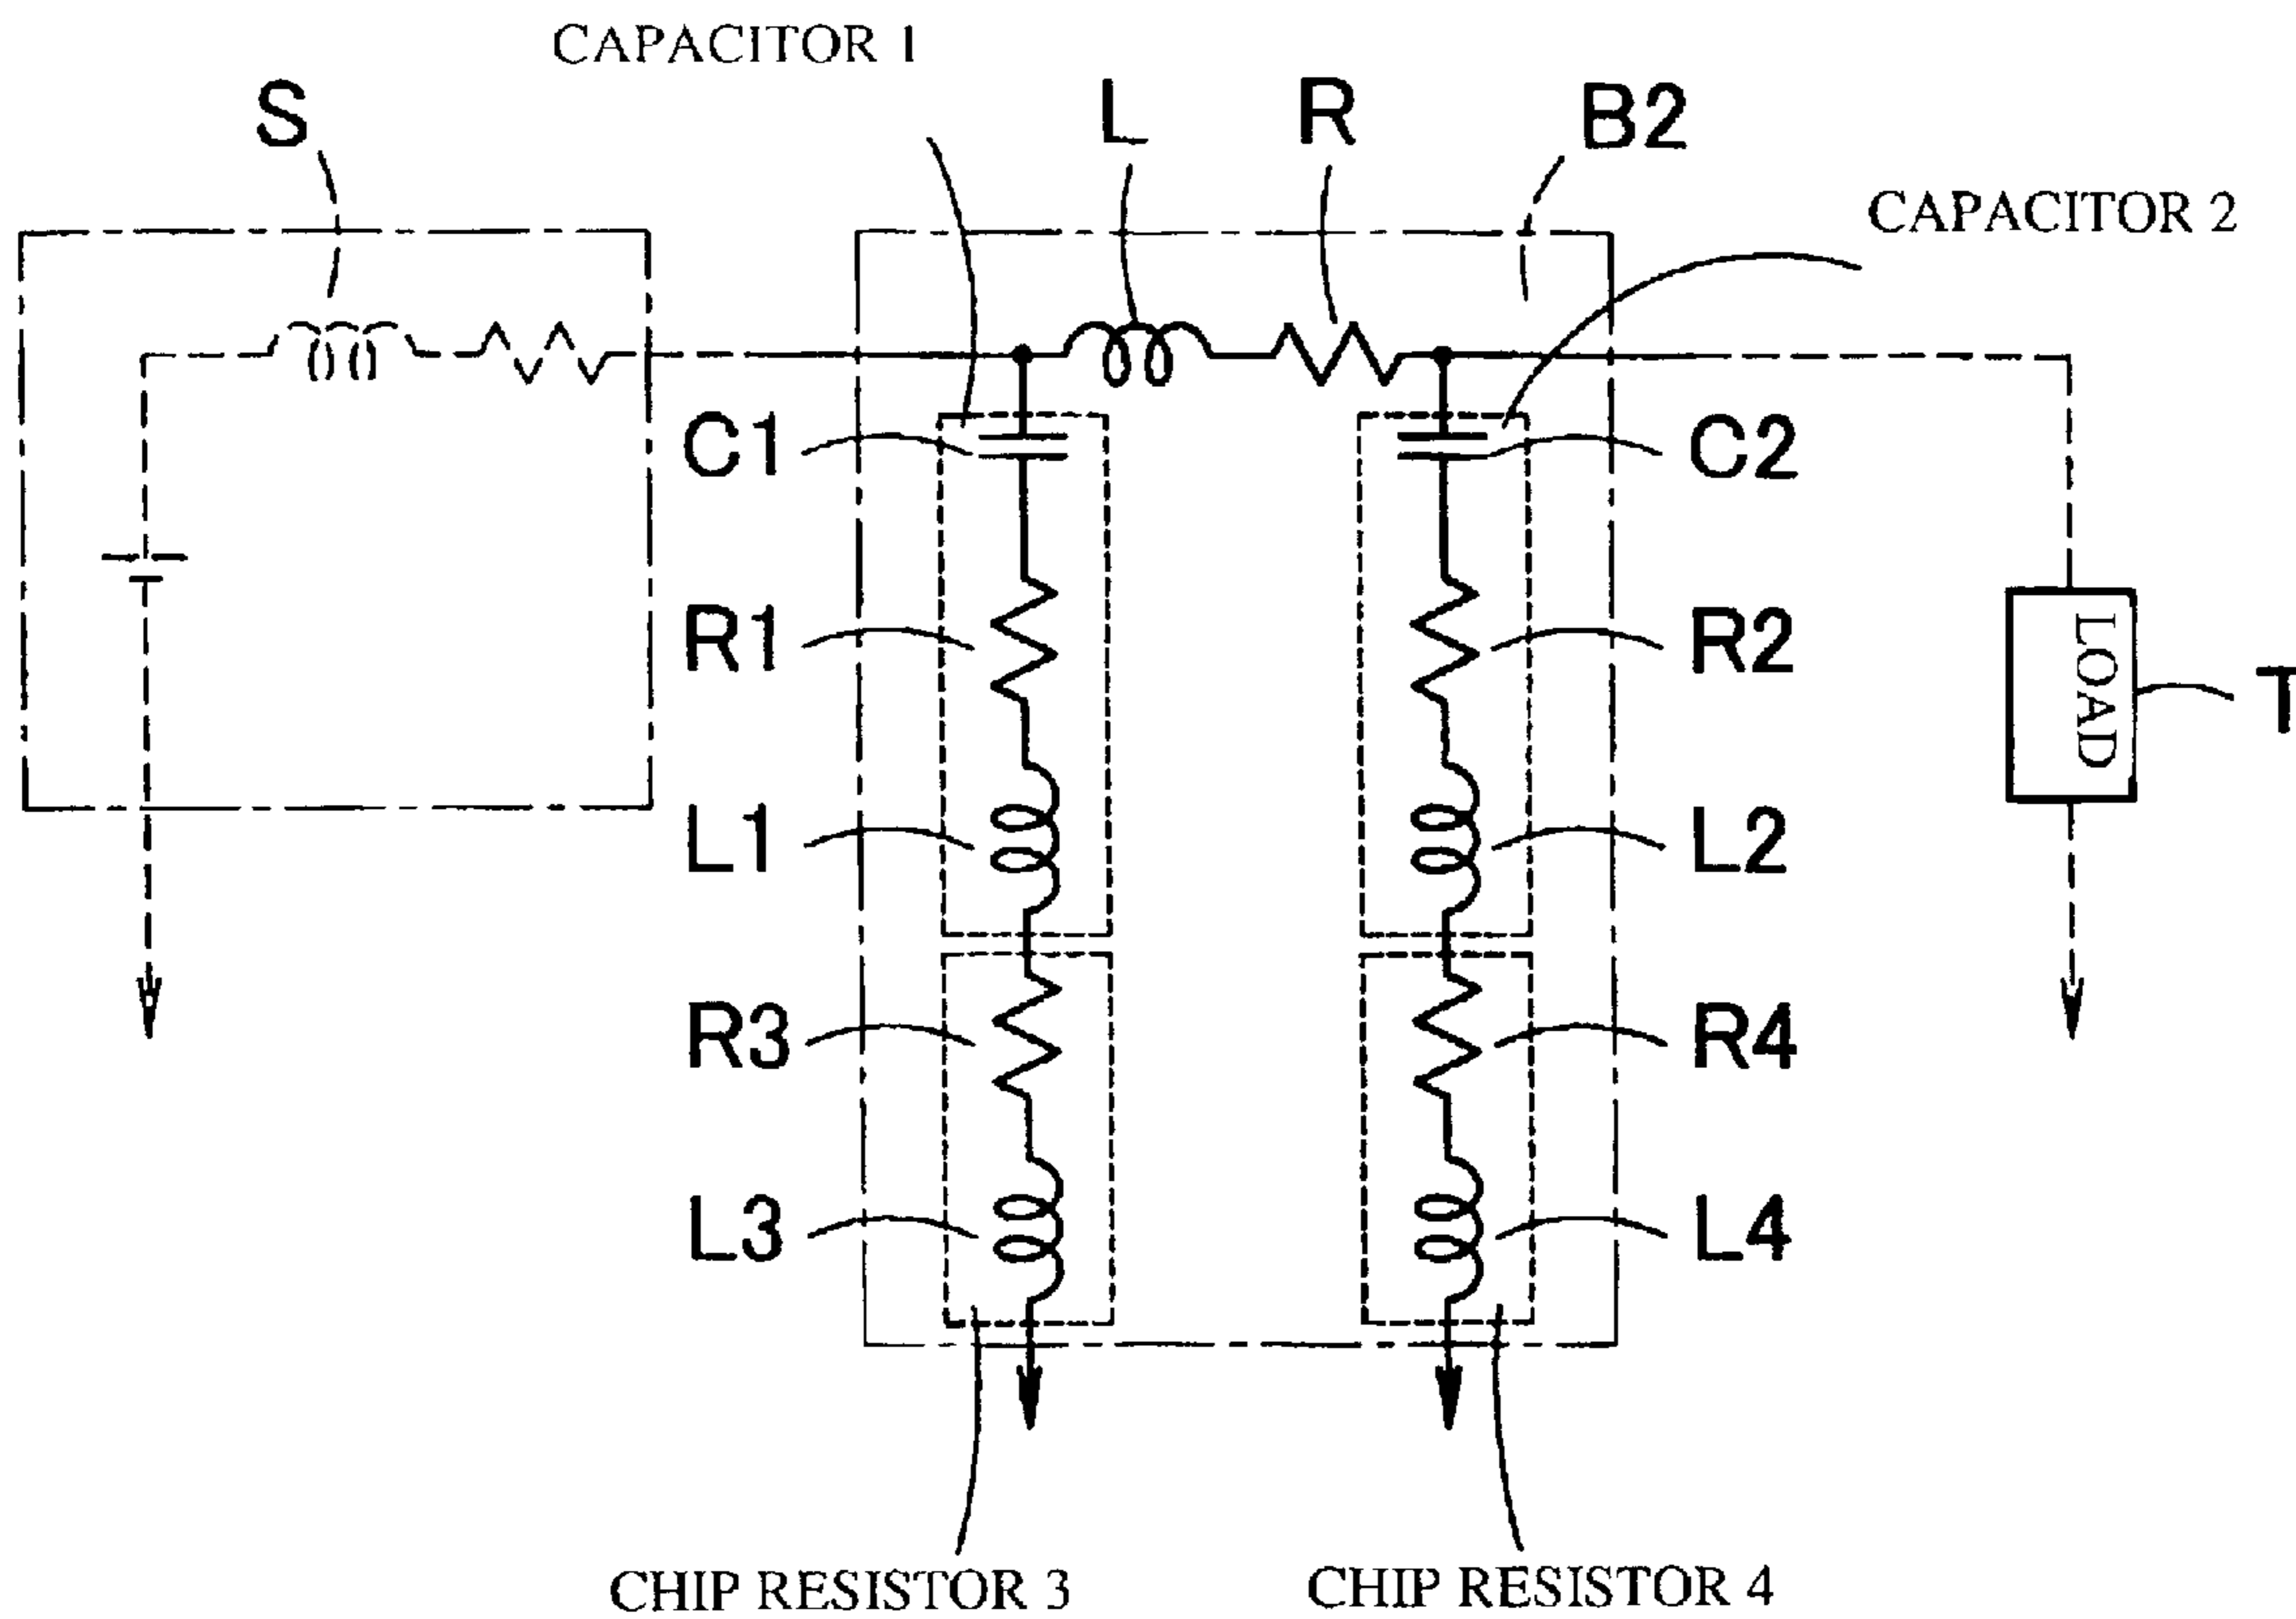 CAPACITOR 1
S
L
R
B2
CAPACITOR 2
C1
C2
R1
R2
LOAD
T
L1
L2
R3
R4
L3
L4
CHIP RESISTOR 3
CHIP RESISTOR 4